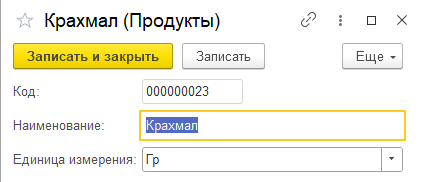 Крахмал (Продукты)
Записать и закрыть Записать Еще
Код: 000000023
Наименование: Крахмал
Единица измерения: Гр